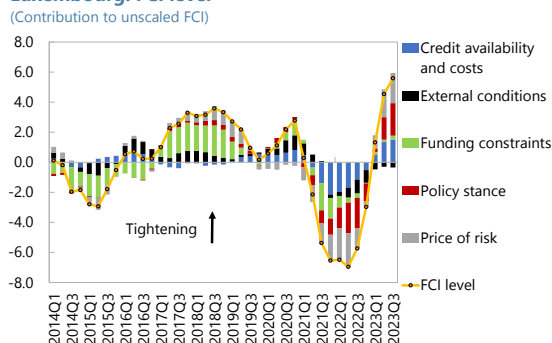 Luxembourg: FCI level
(Contribution to unscaled FCI)
8.0
6.0
4.0
2.0
0.0
-2.0
-4.0
-6.0
-8.0
Tightening
2014Q1
2014Q3
2015Q1
2015Q3
2016Q1
2016Q3
2017Q1
2017Q3
2018Q1
2018Q3
2019Q1
2019Q3
2020Q1
2020Q3
2021Q1
2021Q3
2022Q1
2022Q3
2023Q1
2023Q3
Credit availability
and costs
External conditions
Funding constraints
Policy stance
Price of risk
FCI level